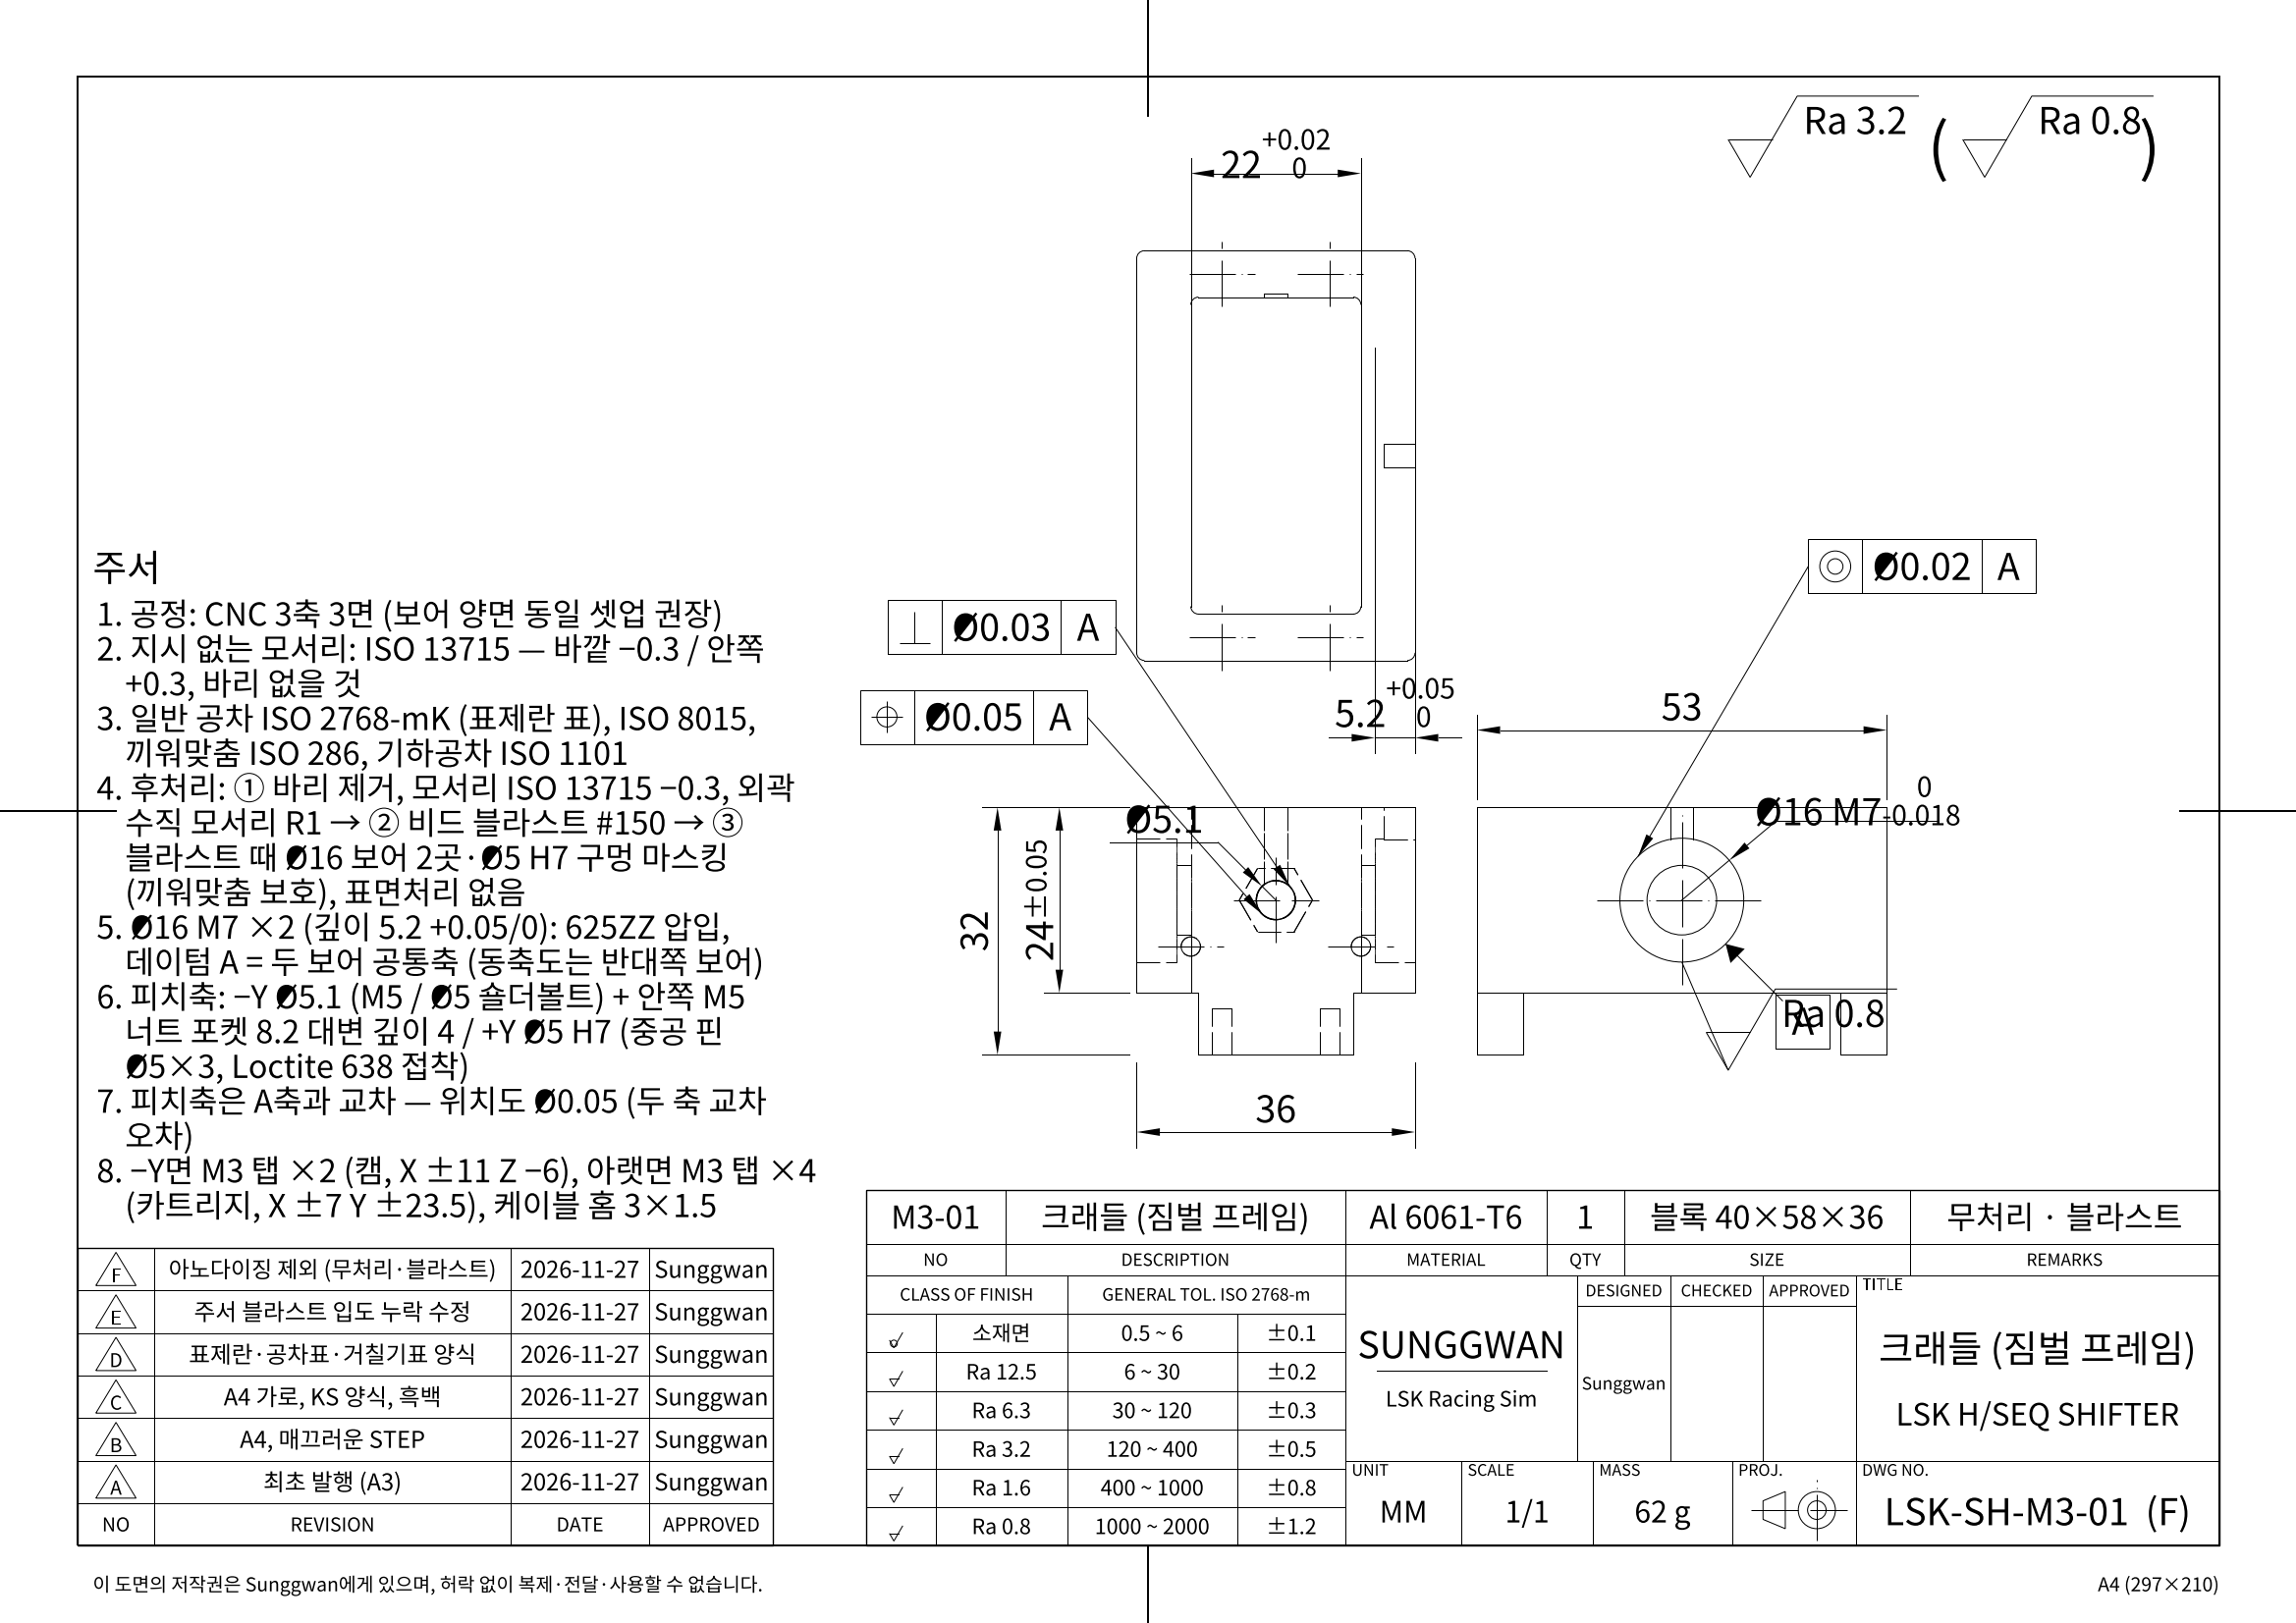 Ra 3.2 ( Ra 0.8 )
22 +0.02 0
주서
1. 공정: CNC 3축 3면 (보어 양면 동일 셋업 권장)
2. 지시 없는 모서리: ISO 13715 — 바깥 −0.3 / 안쪽
+0.3, 바리 없을 것
3. 일반 공차 ISO 2768-mK (표제란 표), ISO 8015,
끼워맞춤 ISO 286, 기하공차 ISO 1101
4. 후처리: ① 바리 제거, 모서리 ISO 13715 −0.3, 외곽
수직 모서리 R1 → ② 비드 블라스트 #150 → ③
블라스트 때 Ø16 보어 2곳·Ø5 H7 구멍 마스킹
(끼워맞춤 보호), 표면처리 없음
5. Ø16 M7 ×2 (깊이 5.2 +0.05/0): 625ZZ 압입,
데이텀 A = 두 보어 공통축 (동축도는 반대쪽 보어)
6. 피치축: −Y Ø5.1 (M5 / Ø5 숄더볼트) + 안쪽 M5
너트 포켓 8.2 대변 깊이 4 / +Y Ø5 H7 (중공 핀
Ø5×3, Loctite 638 접착)
7. 피치축은 A축과 교차 — 위치도 Ø0.05 (두 축 교차
오차)
8. −Y면 M3 탭 ×2 (캠, X ±11 Z −6), 아랫면 M3 탭 ×4
(카트리지, X ±7 Y ±23.5), 케이블 홈 3×1.5
Ø0.02 A
Ø0.03 A
Ø0.05 A
5.2 +0.05 0
53
Ø5.1
Ø16 M7 0 -0.018
32
24±0.05
Ra 0.8
A
36
F 아노다이징 제외 (무처리·블라스트) 2026-11-27 Sunggwan
E 주서 블라스트 입도 누락 수정 2026-11-27 Sunggwan
D 표제란·공차표·거칠기표 양식 2026-11-27 Sunggwan
C A4 가로, KS 양식, 흑백 2026-11-27 Sunggwan
B A4, 매끄러운 STEP 2026-11-27 Sunggwan
A 최초 발행 (A3) 2026-11-27 Sunggwan
NO REVISION DATE APPROVED
M3-01 크래들 (짐벌 프레임) Al 6061-T6 1 블록 40×58×36 무처리 · 블라스트
NO DESCRIPTION MATERIAL QTY SIZE REMARKS
CLASS OF FINISH GENERAL TOL. ISO 2768-m
소재면 0.5 ~ 6 ±0.1
Ra 12.5 6 ~ 30 ±0.2
Ra 6.3 30 ~ 120 ±0.3
Ra 3.2 120 ~ 400 ±0.5
Ra 1.6 400 ~ 1000 ±0.8
Ra 0.8 1000 ~ 2000 ±1.2
SUNGGWAN
LSK Racing Sim
DESIGNED CHECKED APPROVED
Sunggwan
TITLE
크래들 (짐벌 프레임)
LSK H/SEQ SHIFTER
UNIT SCALE MASS PROJ. DWG NO.
MM 1/1 62 g LSK-SH-M3-01 (F)
이 도면의 저작권은 Sunggwan에게 있으며, 허락 없이 복제·전달·사용할 수 없습니다.
A4 (297×210)